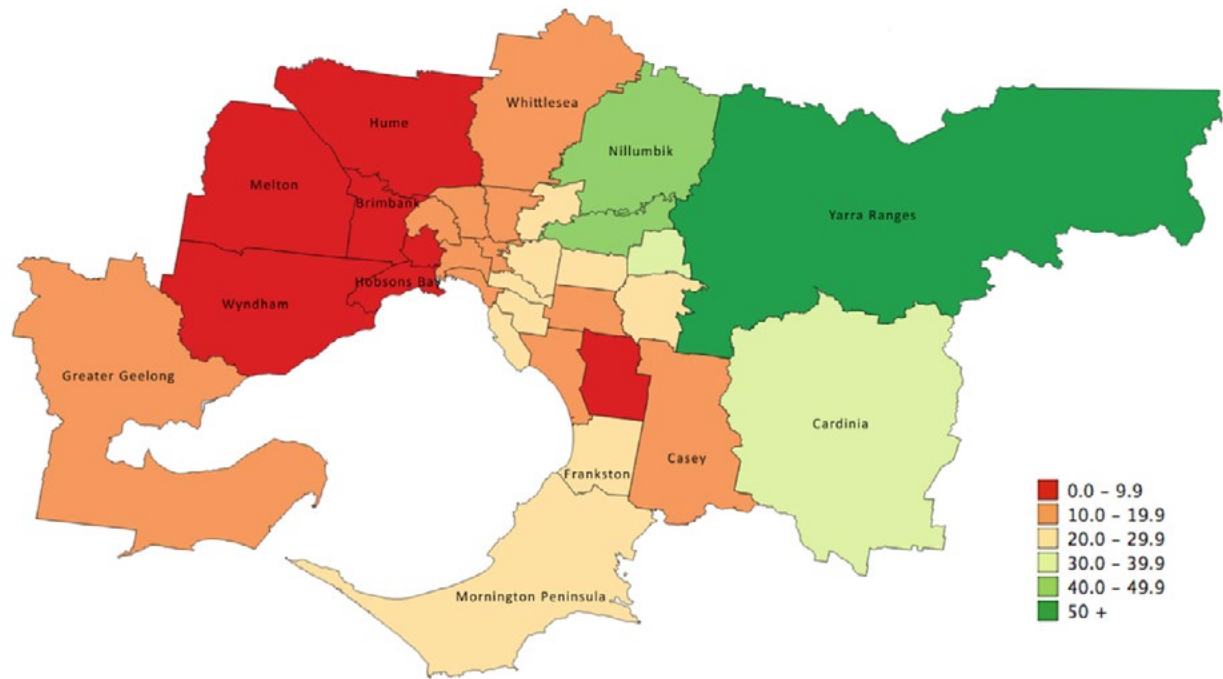 Whittlesea
Hume
Nillumbik
Melton
Brimbank
Yarra Ranges
Hobsons Bay
Wyndham
Greater Geelong
Cardinia
Casey
Frankston
Mornington Peninsula
0.0 – 9.9
10.0 – 19.9
20.0 – 29.9
30.0 – 39.9
40.0 – 49.9
50 +